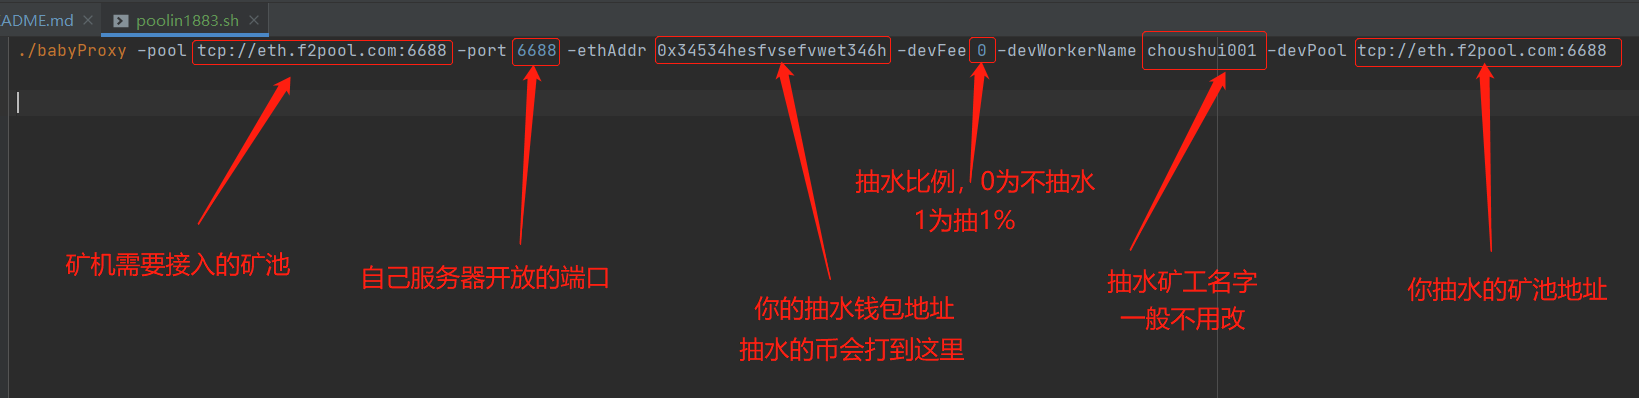 ADME.md
poolin1883.sh
./babyProxy -pool tcp://eth.f2pool.com:6688 -port 6688 -ethAddr 0x34534hesfvsefvwet346h -devFee 0 -devWorkerName choushui001 -devPool tcp://eth.f2pool.com:6688
矿机需要接入的矿池
自己服务器开放的端口
你的抽水钱包地址
抽水的币会打到这里
抽水比例，0为不抽水
1为抽1%
抽水矿工名字
一般不用改
你抽水的矿池地址